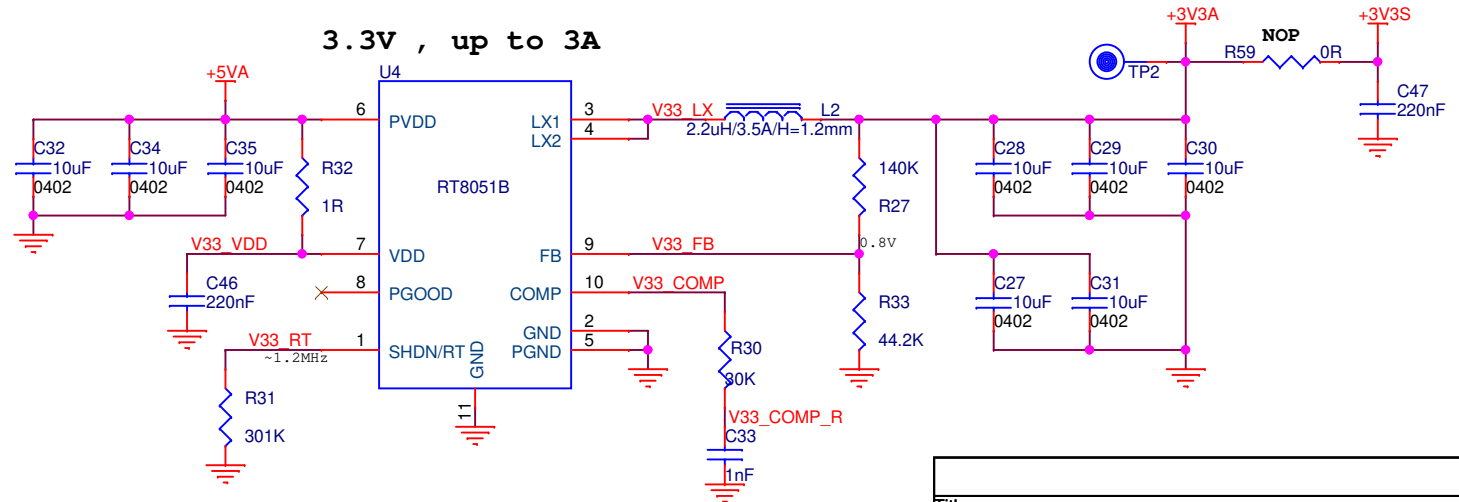 3.3V , up to 3A
+3V3A
+3V3S
NOP
R59
0R
TP2
C47
220nF
+5VA
U4
6
PVDD
LX1
3
V33_LX
L2
LX2
4
2.2uH/3.5A/H=1.2mm
C32
10uF
0402
C34
10uF
0402
C35
10uF
0402
R32
1R
RT8051B
140K
R27
C28
10uF
0402
C29
10uF
0402
C30
10uF
0402
V33_VDD
7
VDD
FB
9
V33_FB
0.8V
C46
220nF
8
PGOOD
COMP
10
V33_COMP
C27
10uF
0402
C31
10uF
0402
GND
2
PGND
5
R33
44.2K
V33_RT
~1.2MHz
1
SHDN/RT
GND
11
R30
30K
R31
301K
V33_COMP_R
C33
1nF